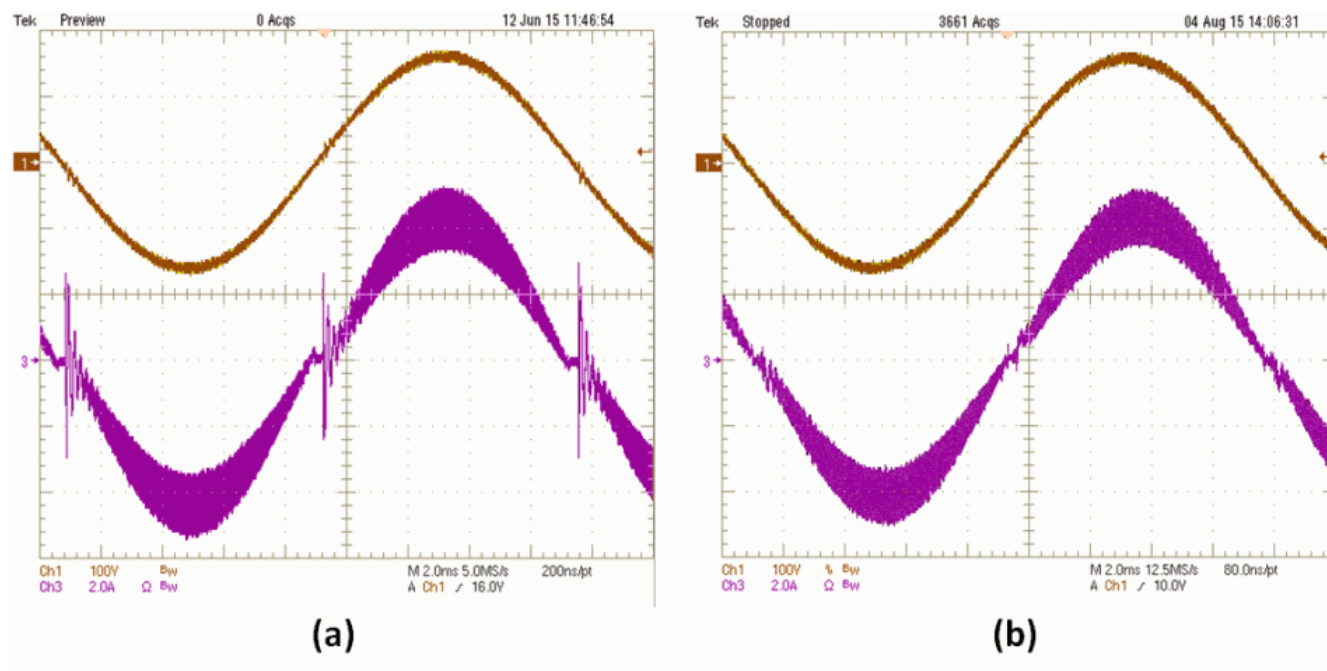 Tek Preview 0 Acqs 12 Jun 15 11:46:54
1
3
Ch1 100V Bw
Ch3 2.0A Ω Bw
M 2.0ms 5.0MS/s 200ns/pt
A Ch1 / 16.0V
(a)
Tek Stopped 3661 Acqs 04 Aug 15 14:06:31
1
3
Ch1 100V Bw
Ch3 2.0A Ω Bw
M 2.0ms 12.5MS/s 80.0ns/pt
A Ch1 / 10.0V
(b)